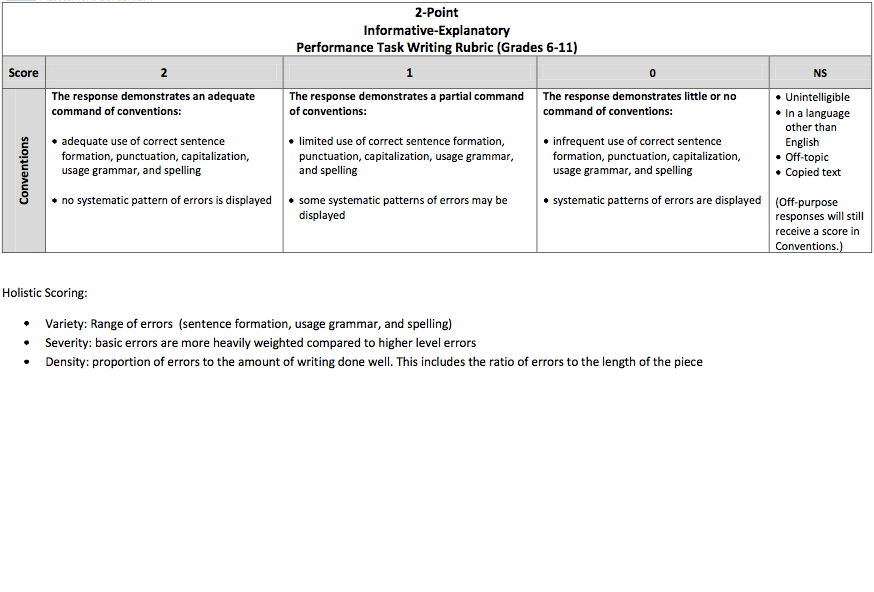 2-Point
Informative-Explanatory
Performance Task Writing Rubric (Grades 6-11)
Score
2
1
0
NS
Conventions
The response demonstrates an adequate
command of conventions:
• adequate use of correct sentence
formation, punctuation, capitalization,
usage grammar, and spelling
• no systematic pattern of errors is displayed
The response demonstrates a partial command
of conventions:
• limited use of correct sentence formation,
punctuation, capitalization, usage grammar,
and spelling
• some systematic patterns of errors may be
displayed
The response demonstrates little or no
command of conventions:
• infrequent use of correct sentence
formation, punctuation, capitalization,
usage grammar, and spelling
• systematic patterns of errors are displayed
• Unintelligible
• In a language
other than
English
• Off-topic
• Copied text
(Off-purpose
responses will still
receive a score in
Conventions.)
Holistic Scoring:
• Variety: Range of errors (sentence formation, usage grammar, and spelling)
• Severity: basic errors are more heavily weighted compared to higher level errors
• Density: proportion of errors to the amount of writing done well. This includes the ratio of errors to the length of the piece